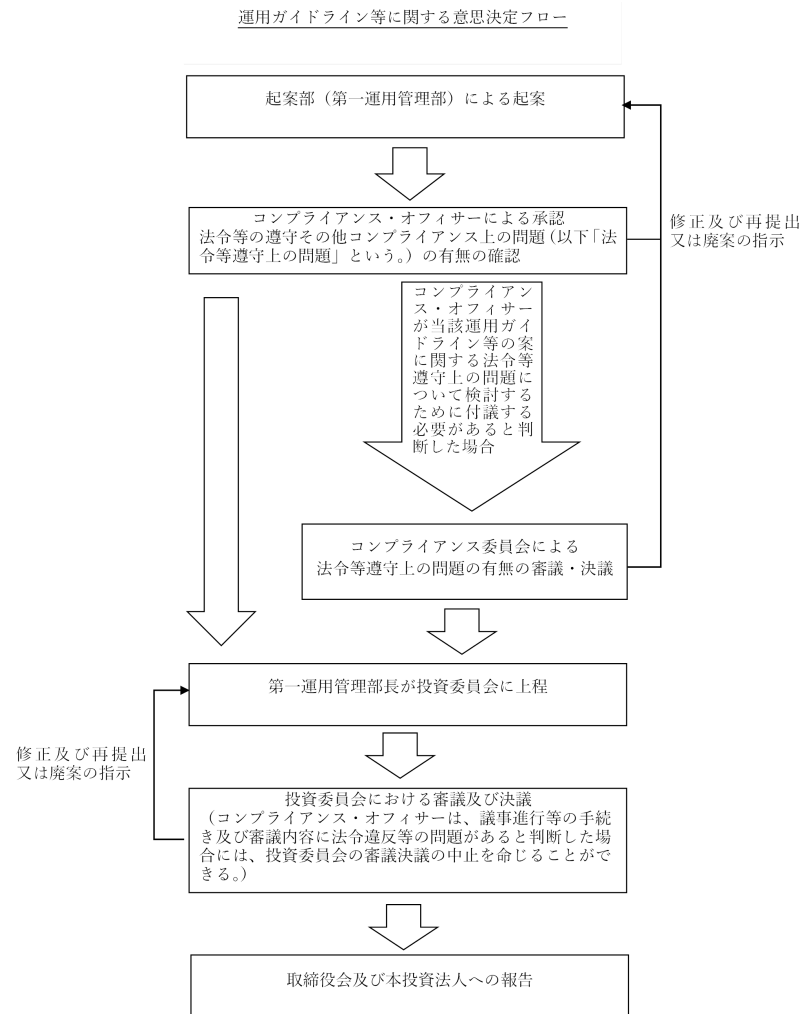 運用ガイドライン等に関する意思決定フロー
起案部（第一運用管理部）による起案
コンプライアンス・オフィサーによる承認
法令等の遵守その他コンプライアンス上の問題（以下「法
令等遵守上の問題」という。）の有無の確認
修正及び再提出
又は廃案の指示
コンプライアン
ス・オフィサー
が当該運用ガイ
ドライン等の案
に関する法令等
遵守上の問題に
ついて検討する
ために付議する
必要があると判
断した場合
コンプライアンス委員会による
法令等遵守上の問題の有無の審議・決議
第一運用管理部長が投資委員会に上程
修正及び再提出
又は廃案の指示
投資委員会における審議及び決議
（コンプライアンス・オフィサーは、議事進行等の手続
き及び審議内容に法令違反等の問題があると判断した場
合には、投資委員会の審議決議の中止を命じることがで
きる。）
取締役会及び本投資法人への報告